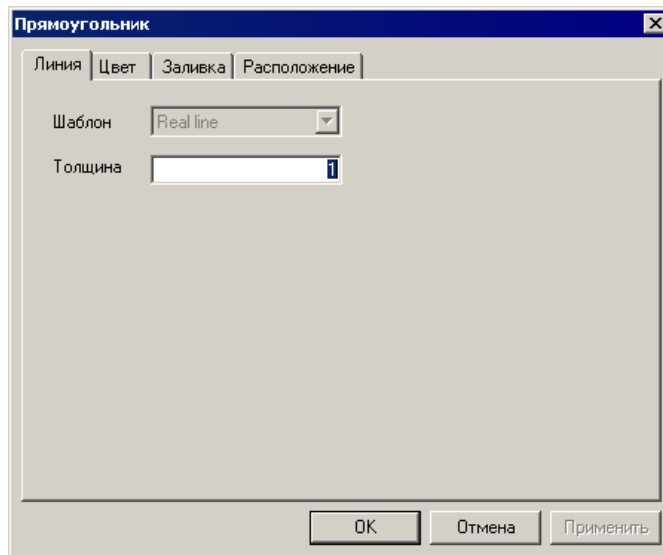 Прямоугольник
Линия Цвет Заливка Расположение
Шаблон Real line
Толщина 1
OK Отмена Применить